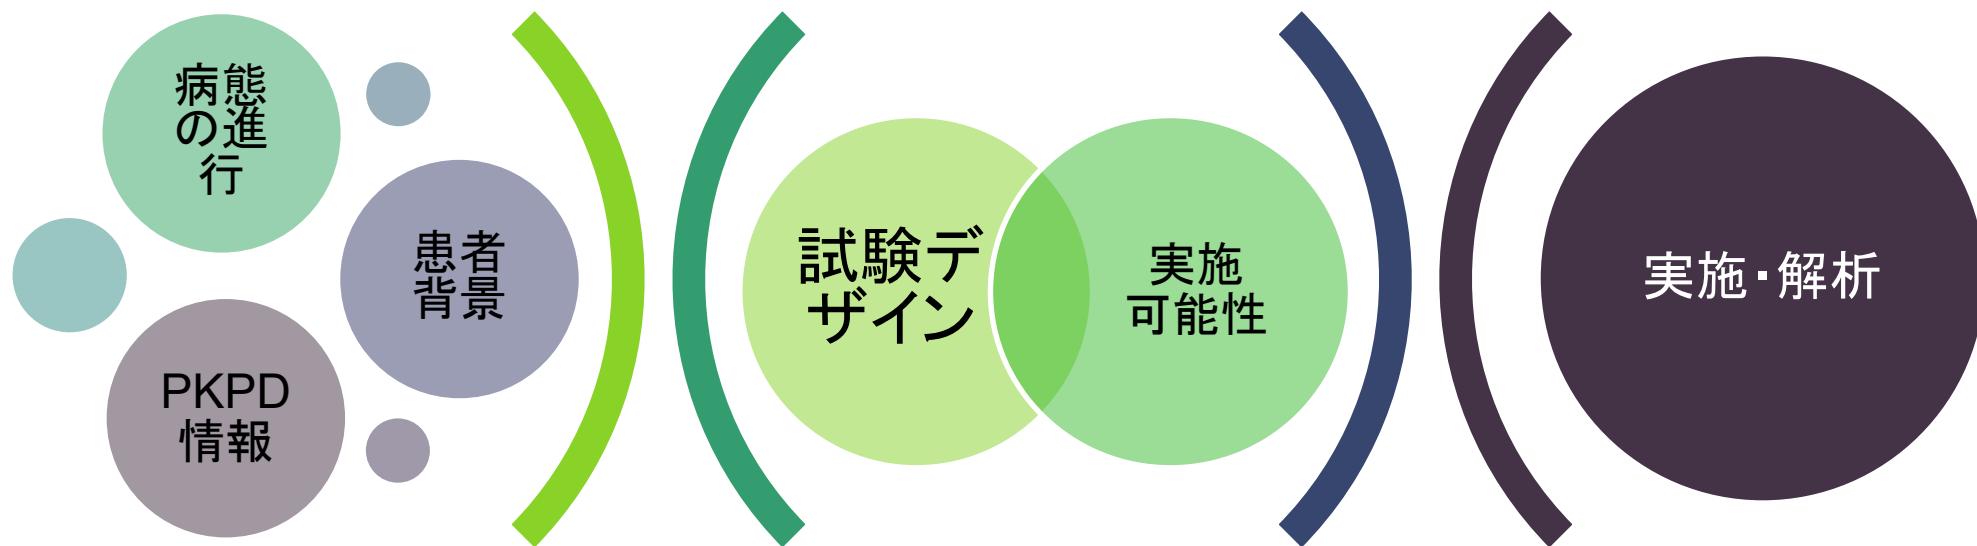 病態
の進
行
患者
背景
PKPD
情報
試験デ
ザイン
実施
可能性
実施・解析